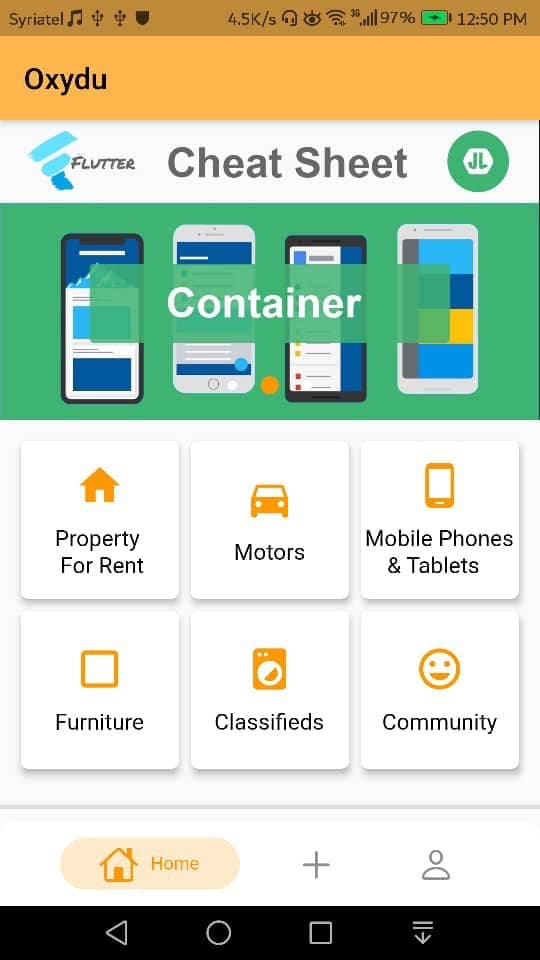 Syriatel 4.5K/s 3G 97% 12:50 PM
Oxydu
FLUTTER Cheat Sheet JL
Container
Property
For Rent
Motors
Mobile Phones
& Tablets
Furniture
Classifieds
Community
Home